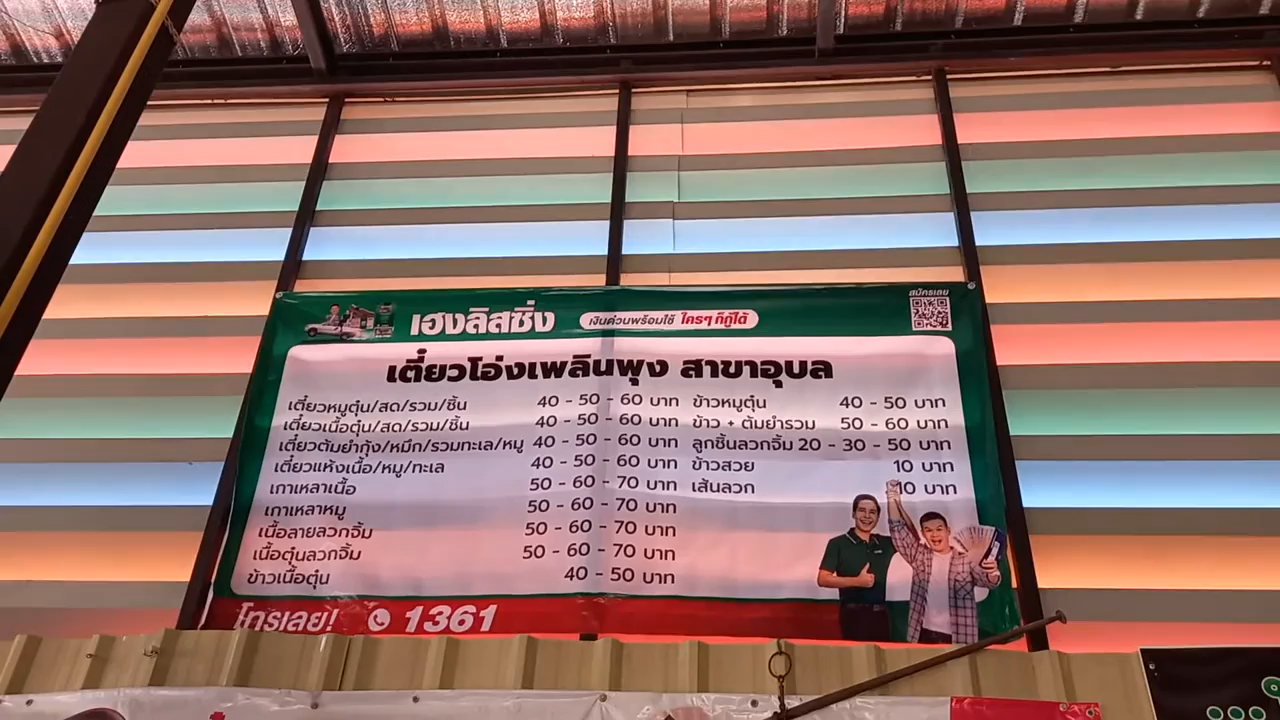 เฮงลิสซิ่ง
เงินด่วนพร้อมใช้ ใครๆ ก็กู้ได้
สมัครเลย
เตี๋ยวโอ่งเพลินพุง สาขาอุบล
เตี๋ยวหมูตุ๋น/สด/รวม/ชิ้น 40 - 50 - 60 บาท
เตี๋ยวเนื้อตุ๋น/สด/รวม/ชิ้น 40 - 50 - 60 บาท
เตี๋ยวต้มยำกุ้ง/หมึก/รวมทะเล/หมู 40 - 50 - 60 บาท
เตี๋ยวแห้งเนื้อ/หมู/ทะเล 40 - 50 - 60 บาท
เกาเหลาเนื้อ 50 - 60 - 70 บาท
เกาเหลาหมู 50 - 60 - 70 บาท
เนื้อลายลวกจิ้ม 50 - 60 - 70 บาท
เนื้อตุ๋นลวกจิ้ม 50 - 60 - 70 บาท
ข้าวเนื้อตุ๋น 40 - 50 บาท
ข้าวหมูตุ๋น 40 - 50 บาท
ข้าว + ต้มยำรวม 50 - 60 บาท
ลูกชิ้นลวกจิ้ม 20 - 30 - 50 บาท
ข้าวสวย 10 บาท
เส้นลวก 10 บาท
โทรเลย! 1361